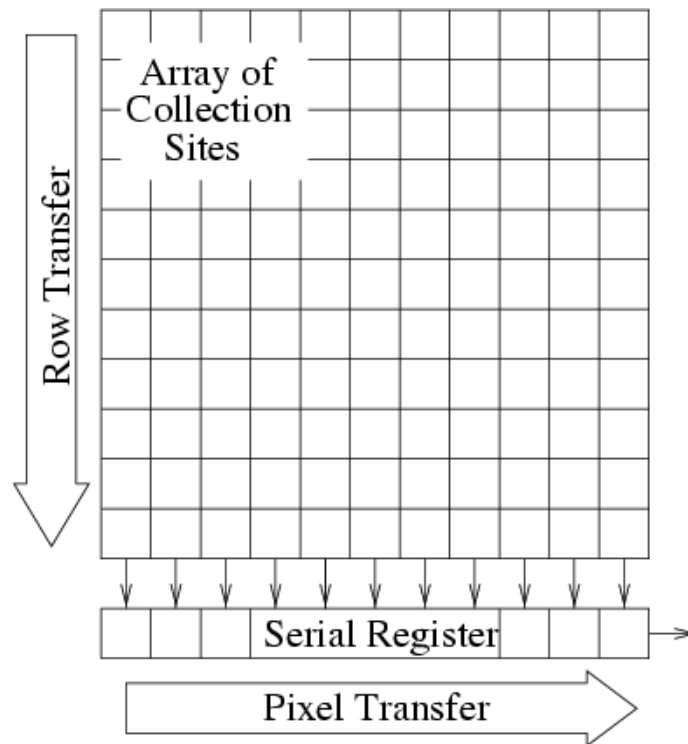 Array of
Collection
Sites
Row Transfer
Serial Register
Pixel Transfer